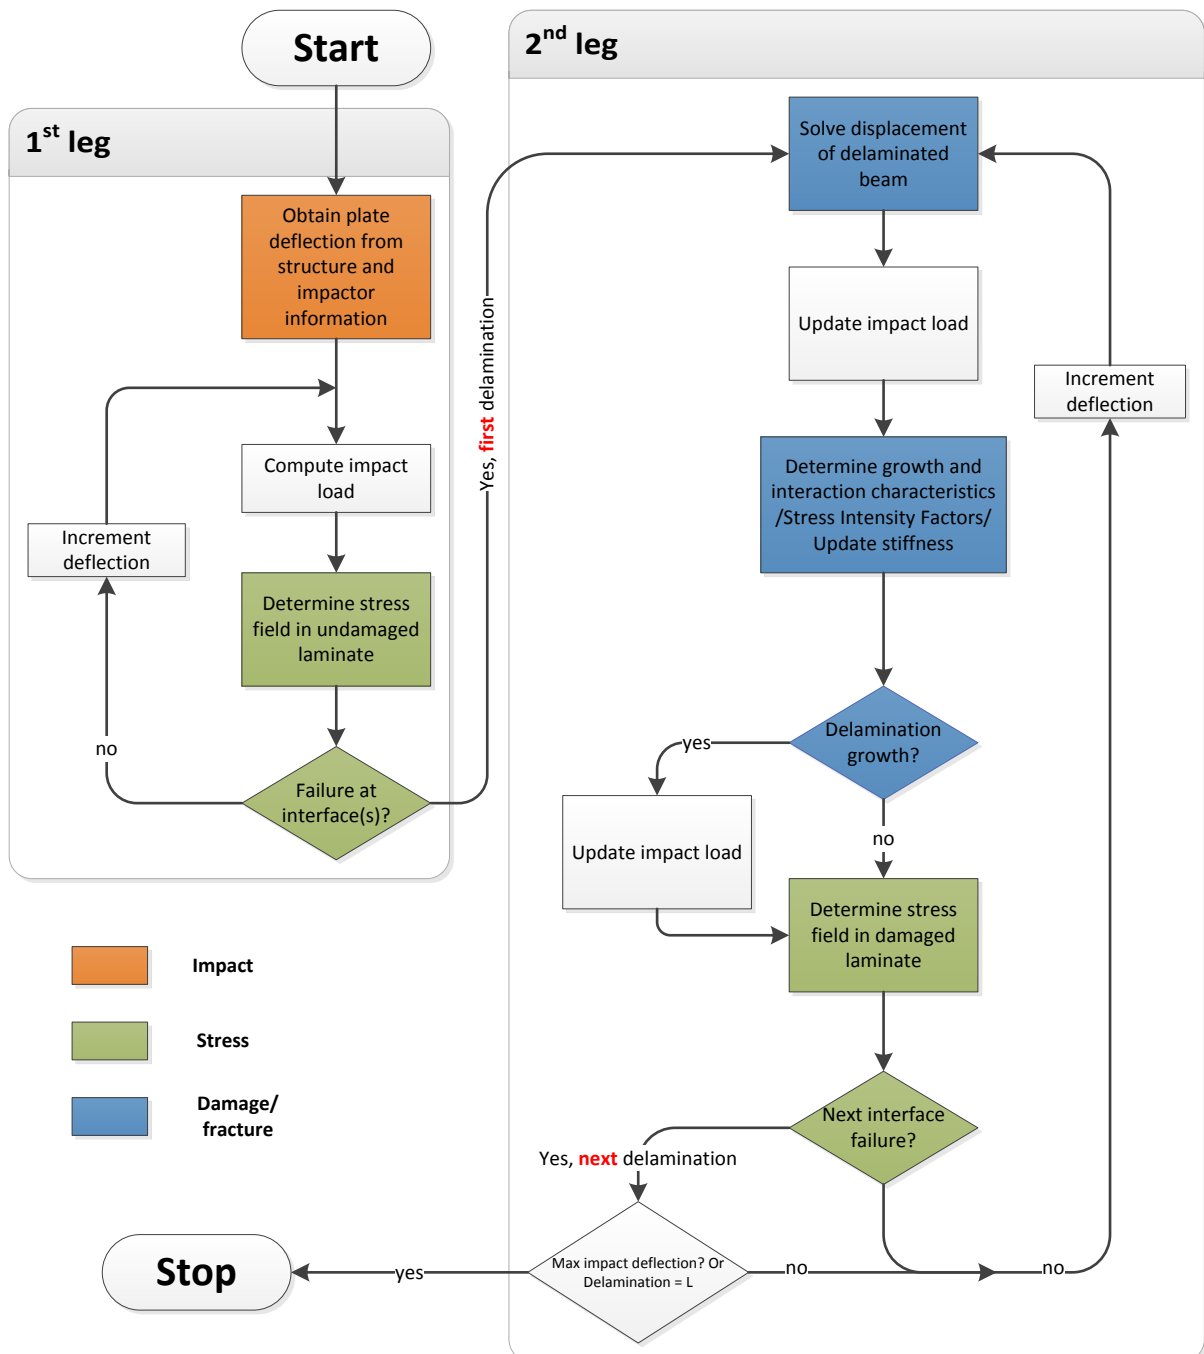 Start
1st leg
Obtain plate
deflection from
structure and
impactor
information
Compute impact
load
Increment
deflection
Determine stress
field in undamaged
laminate
no
Failure at
interface(s)?
Yes, first delamination
2nd leg
Solve displacement
of delaminated
beam
Update impact load
Increment
deflection
Determine growth and
interaction characteristics
/Stress Intensity Factors/
Update stiffness
Delamination
growth?
yes
no
Update impact load
Determine stress
field in damaged
laminate
Next interface
failure?
Yes, next delamination
Max impact deflection? Or
Delamination = L
no
no
yes
Stop
Impact
Stress
Damage/
fracture